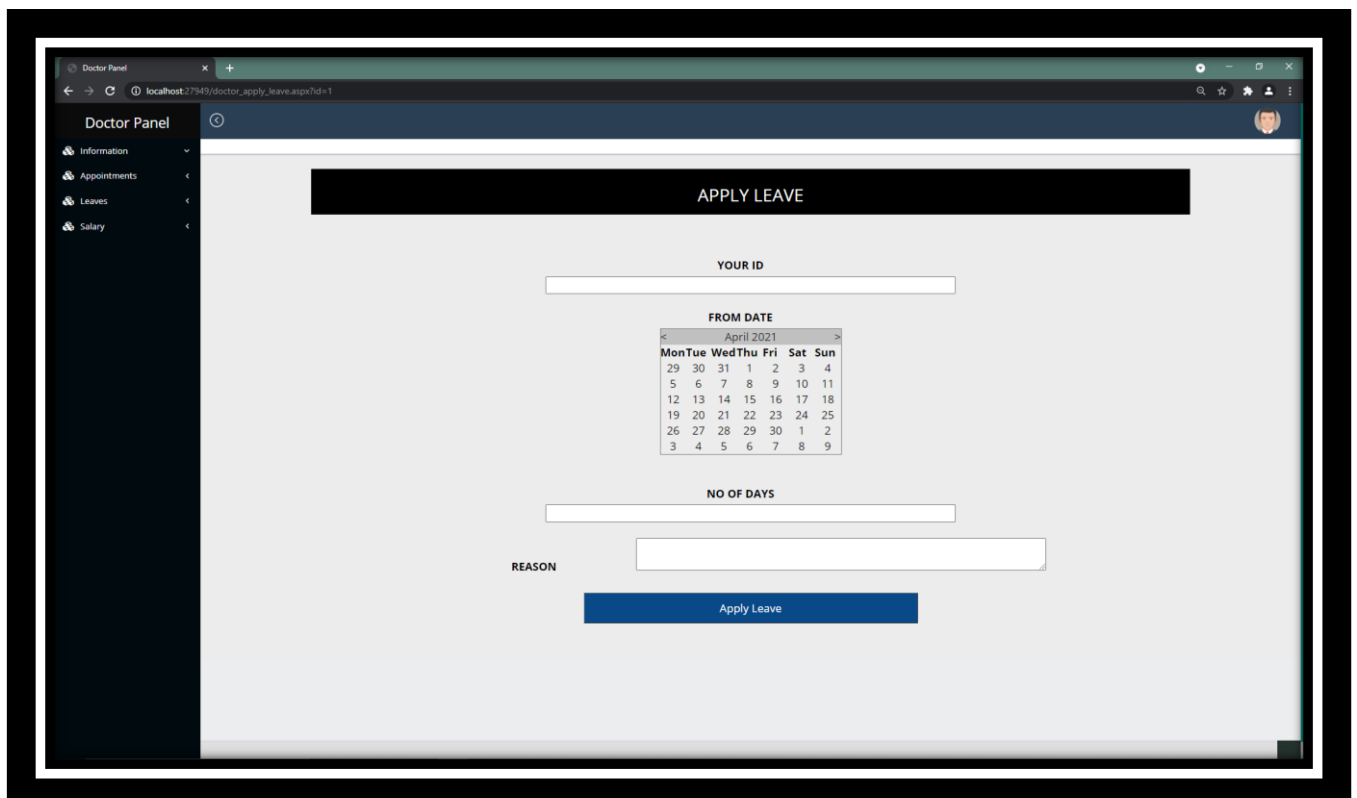 Doctor Panel
localhost:27949/doctor_apply_leave.aspx?id=1
Doctor Panel
Information
Appointments
Leaves
Salary
APPLY LEAVE
YOUR ID
FROM DATE
< April 2021 >
Mon Tue Wed Thu Fri Sat Sun
29 30 31 1 2 3 4
5 6 7 8 9 10 11
12 13 14 15 16 17 18
19 20 21 22 23 24 25
26 27 28 29 30 1 2
3 4 5 6 7 8 9
NO OF DAYS
REASON
Apply Leave